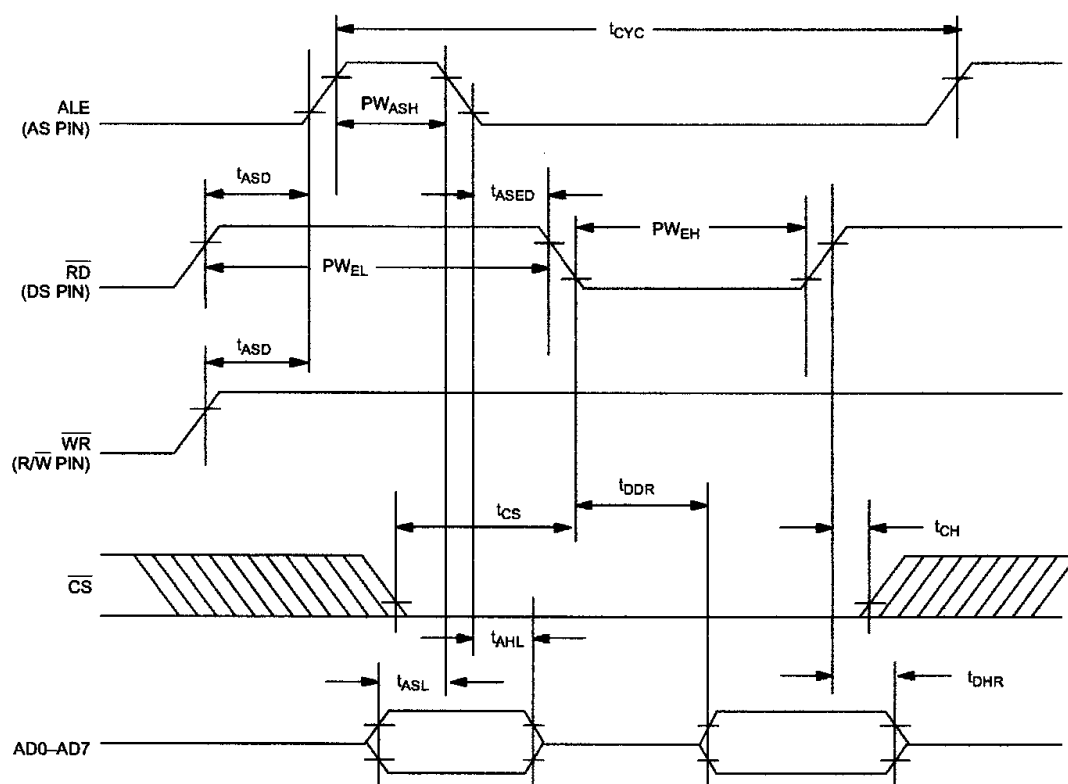 tCYC
ALE
(AS PIN)
PWASH
tASD
tASED
RD
(DS PIN)
PWEL
PWEH
tASD
WR
(R/W PIN)
tDDR
tCS
tCH
CS
tAHL
tASL
tDHR
AD0–AD7